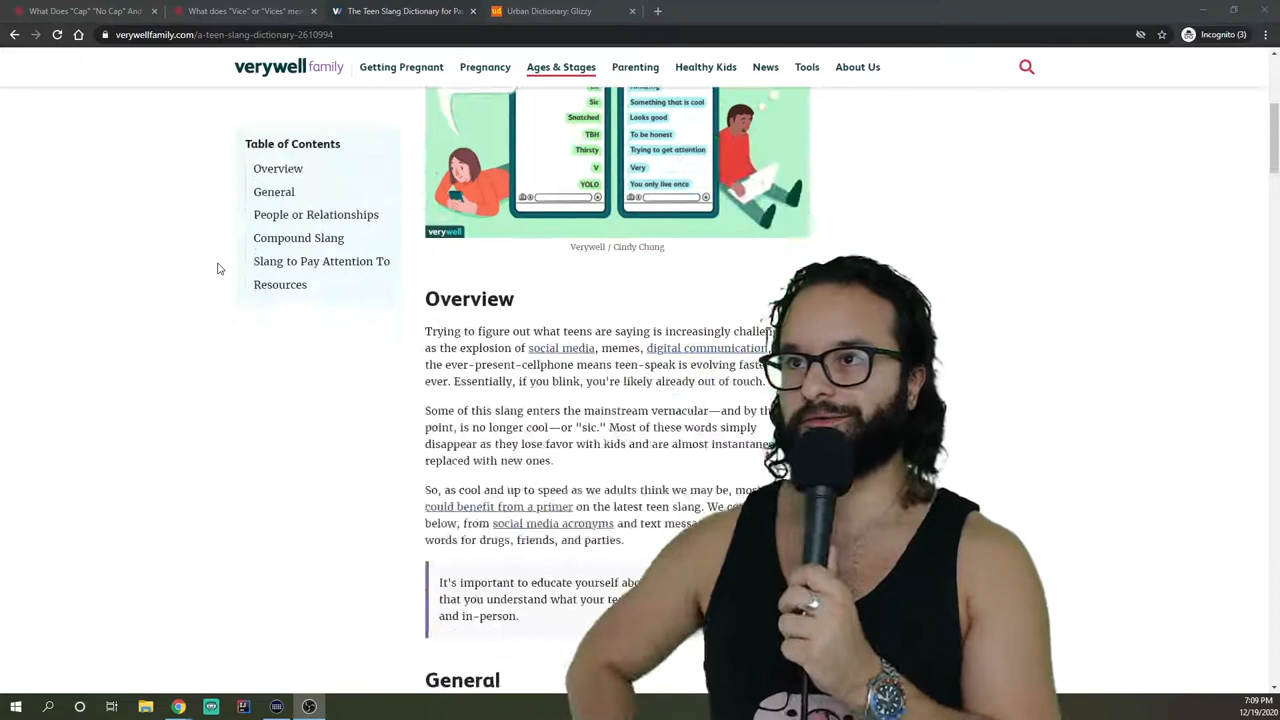 What Does "Cap" "No Cap" An
What does "Vice" or "Vices" mer
The Teen Slang Dictionary for Pa
Urban Dictionary: Glizzy
verywellfamily.com/a-teen-slang-dictionary-2610994
Incognito (3)
verywell family
Getting Pregnant Pregnancy Ages & Stages Parenting Healthy Kids News Tools About Us
Table of Contents
Overview
General
People or Relationships
Compound Slang
Slang to Pay Attention To
Resources
Sic Something that is cool
Snatched Looks good
TBH To be honest
Thirsty Trying to get attention
V Very
YOLO You only live once
verywell
Verywell / Cindy Chung
Overview
Trying to figure out what teens are saying is increasingly challen
as the explosion of social media, memes, digital communication,
the ever-present-cellphone means teen-speak is evolving faste
ever. Essentially, if you blink, you're likely already out of touch.
Some of this slang enters the mainstream vernacular—and by th
point, is no longer cool—or "sic." Most of these words simply
disappear as they lose favor with kids and are almost instantane
replaced with new ones.
So, as cool and up to speed as we adults think we may be, mos
could benefit from a primer on the latest teen slang. We co
below, from social media acronyms and text messa
words for drugs, friends, and parties.
It's important to educate yourself abo
that you understand what your te
and in-person.
General
7:09 PM
12/19/2020